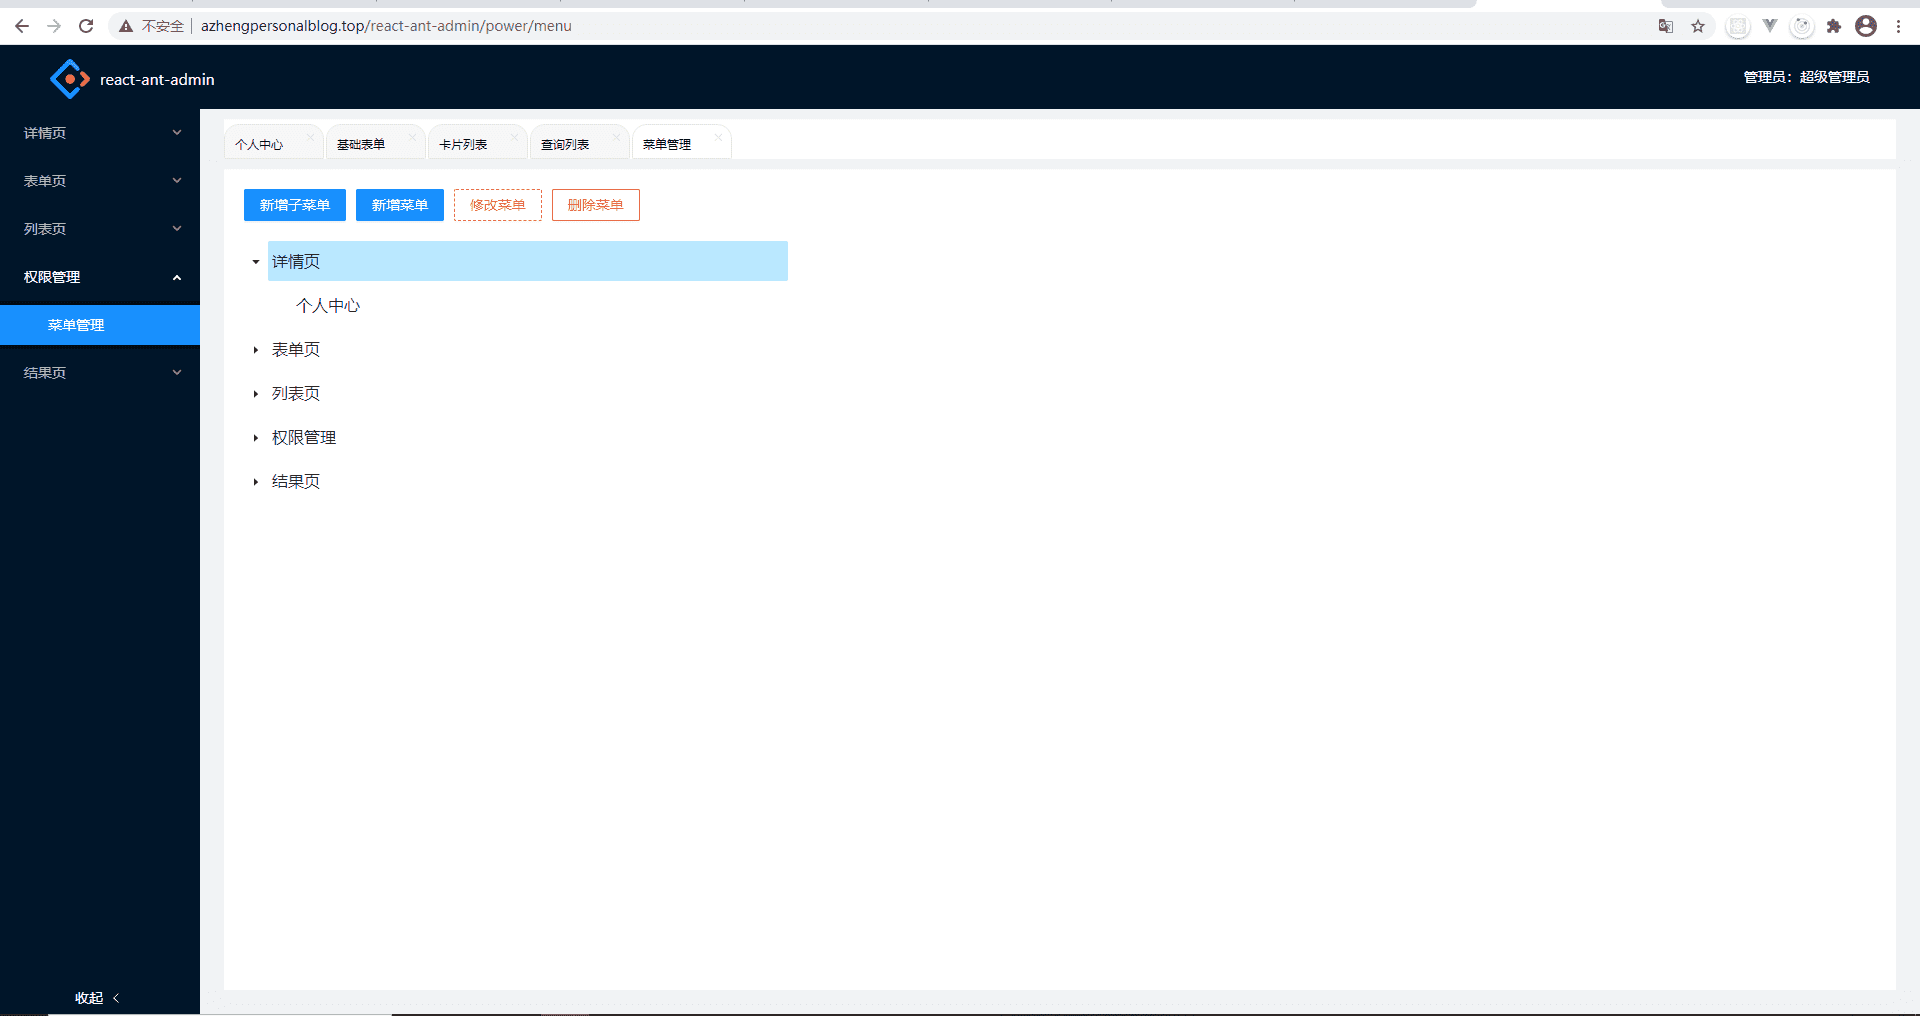 不安全 azhengpersonalblog.top/react-ant-admin/power/menu
react-ant-admin
管理员：超级管理员
详情页
表单页
列表页
权限管理
菜单管理
结果页
收起
个人中心 基础表单 卡片列表 查询列表 菜单管理
新增子菜单 新增菜单 修改菜单 删除菜单
详情页
个人中心
表单页
列表页
权限管理
结果页